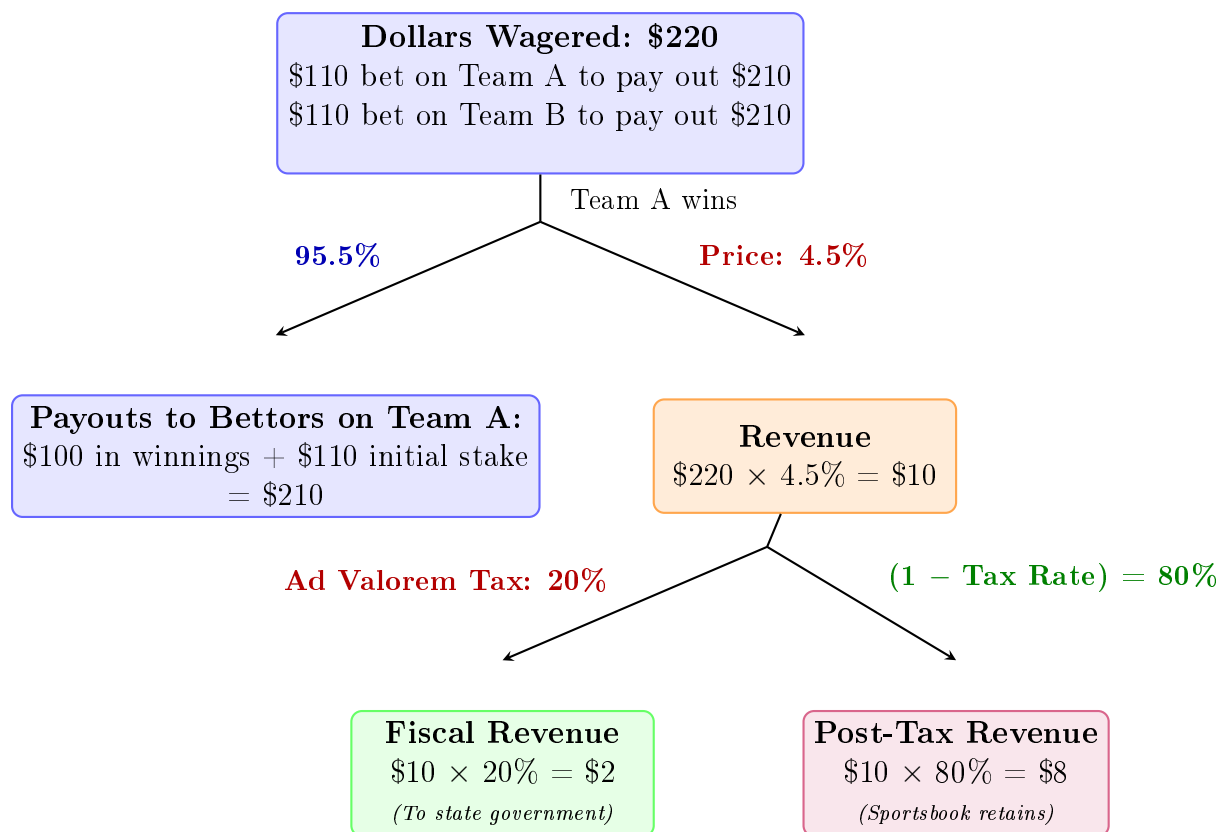 Dollars Wagered: $220
$110 bet on Team A to pay out $210
$110 bet on Team B to pay out $210
Team A wins
95.5%
Price: 4.5%
Payouts to Bettors on Team A:
$100 in winnings + $110 initial stake
= $210
Revenue
$220 × 4.5% = $10
Ad Valorem Tax: 20%
(1 − Tax Rate) = 80%
Fiscal Revenue
$10 × 20% = $2
(To state government)
Post-Tax Revenue
$10 × 80% = $8
(Sportsbook retains)